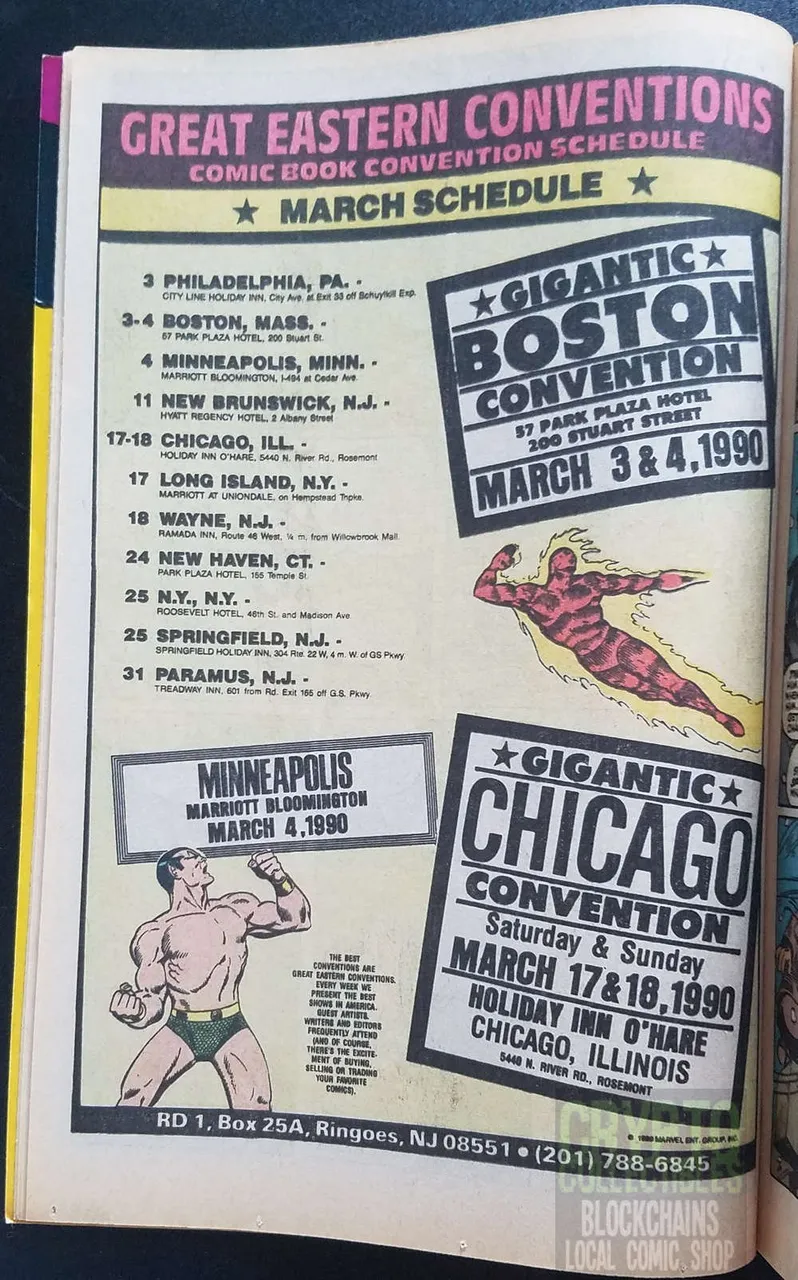 GREAT EASTERN CONVENTIONS
COMIC BOOK CONVENTION SCHEDULE
★ MARCH SCHEDULE ★
3 PHILADELPHIA, PA. -
CITY LINE HOLIDAY INN, City Ave. at Exit 33 off Schuylkill Exp.
3-4 BOSTON, MASS. -
57 PARK PLAZA HOTEL, 200 Stuart St.
4 MINNEAPOLIS, MINN. -
MARRIOTT BLOOMINGTON, I-494 at Cedar Ave.
11 NEW BRUNSWICK, N.J. -
HYATT REGENCY HOTEL, 2 Albany Street
17-18 CHICAGO, ILL. -
HOLIDAY INN O'HARE, 5440 N. River Rd., Rosemont
17 LONG ISLAND, N.Y. -
MARRIOTT AT UNIONDALE, on Hempstead Tnpke.
18 WAYNE, N.J. -
RAMADA INN, Route 46 West, ¼ m. from Willowbrook Mall.
24 NEW HAVEN, CT. -
PARK PLAZA HOTEL, 155 Temple St.
25 N.Y., N.Y. -
ROOSEVELT HOTEL, 46th St. and Madison Ave
25 SPRINGFIELD, N.J. -
SPRINGFIELD HOLIDAY INN, 304 Rte. 22 W, 4 m. W. of GS Pkwy.
31 PARAMUS, N.J. -
TREADWAY INN, 601 from Rd. Exit 165 off G.S. Pkwy.
★GIGANTIC★
BOSTON
CONVENTION
57 PARK PLAZA HOTEL
200 STUART STREET
MARCH 3 & 4, 1990
MINNEAPOLIS
MARRIOTT BLOOMINGTON
MARCH 4, 1990
THE BEST
CONVENTIONS ARE
GREAT EASTERN CONVENTIONS.
EVERY WEEK WE
PRESENT THE BEST
SHOWS IN AMERICA.
GUEST ARTISTS,
WRITERS AND EDITORS
FREQUENTLY ATTEND
(AND OF COURSE,
THERE'S THE EXCITE-
MENT OF BUYING,
SELLING OR TRADING
YOUR FAVORITE
COMICS).
★GIGANTIC★
CHICAGO
CONVENTION
Saturday & Sunday
MARCH 17&18, 1990
HOLIDAY INN O'HARE
CHICAGO, ILLINOIS
5440 N. RIVER RD., ROSEMONT
RD 1, Box 25A, Ringoes, NJ 08551 • (201) 788-6845
MARVEL ENT. GROUP, INC.
CRYPTO
COLLECTIBLES
BLOCKCHAINS
LOCAL COMIC SHOP